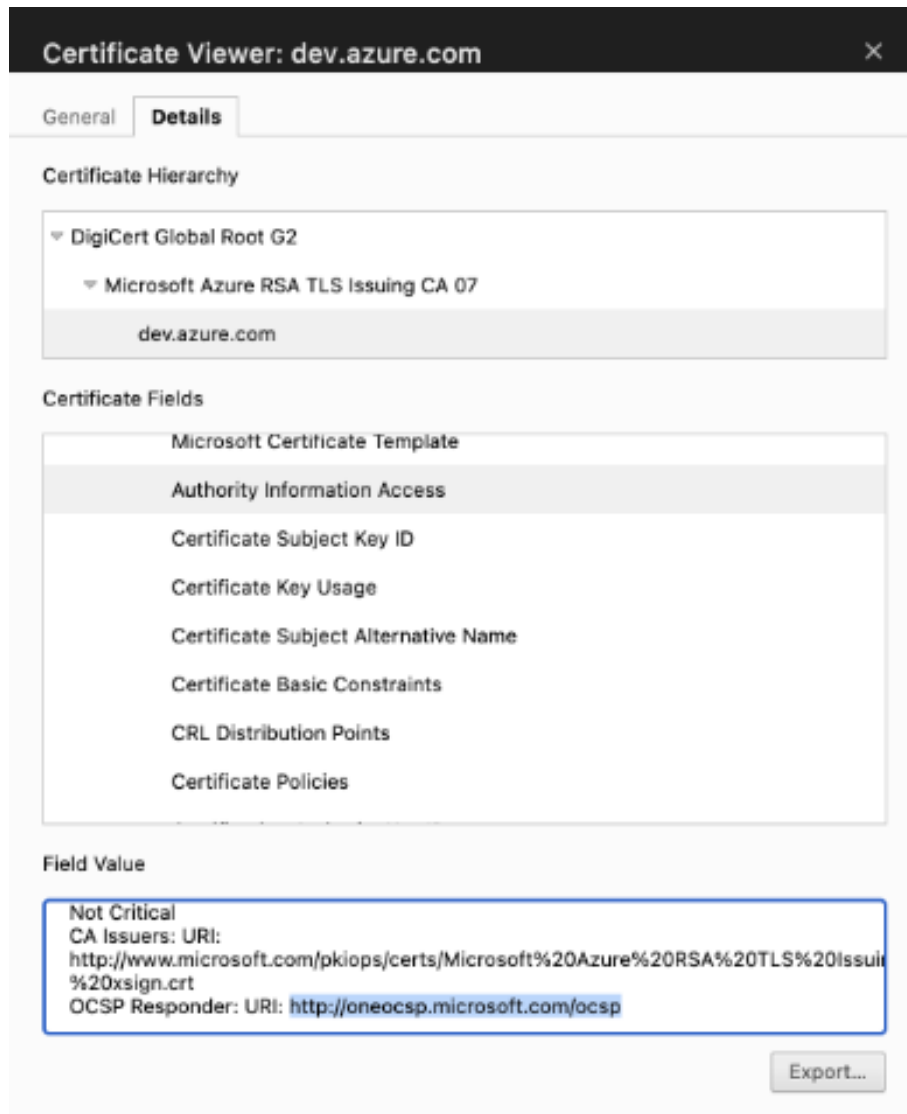 Certificate Viewer: dev.azure.com
General Details
Certificate Hierarchy
DigiCert Global Root G2
Microsoft Azure RSA TLS Issuing CA 07
dev.azure.com
Certificate Fields
Microsoft Certificate Template
Authority Information Access
Certificate Subject Key ID
Certificate Key Usage
Certificate Subject Alternative Name
Certificate Basic Constraints
CRL Distribution Points
Certificate Policies
Field Value
Not Critical
CA Issuers: URI:
http://www.microsoft.com/pkiops/certs/Microsoft%20Azure%20RSA%20TLS%20Issuin
%20xsign.crt
OCSP Responder: URI: http://oneocsp.microsoft.com/ocsp
Export...